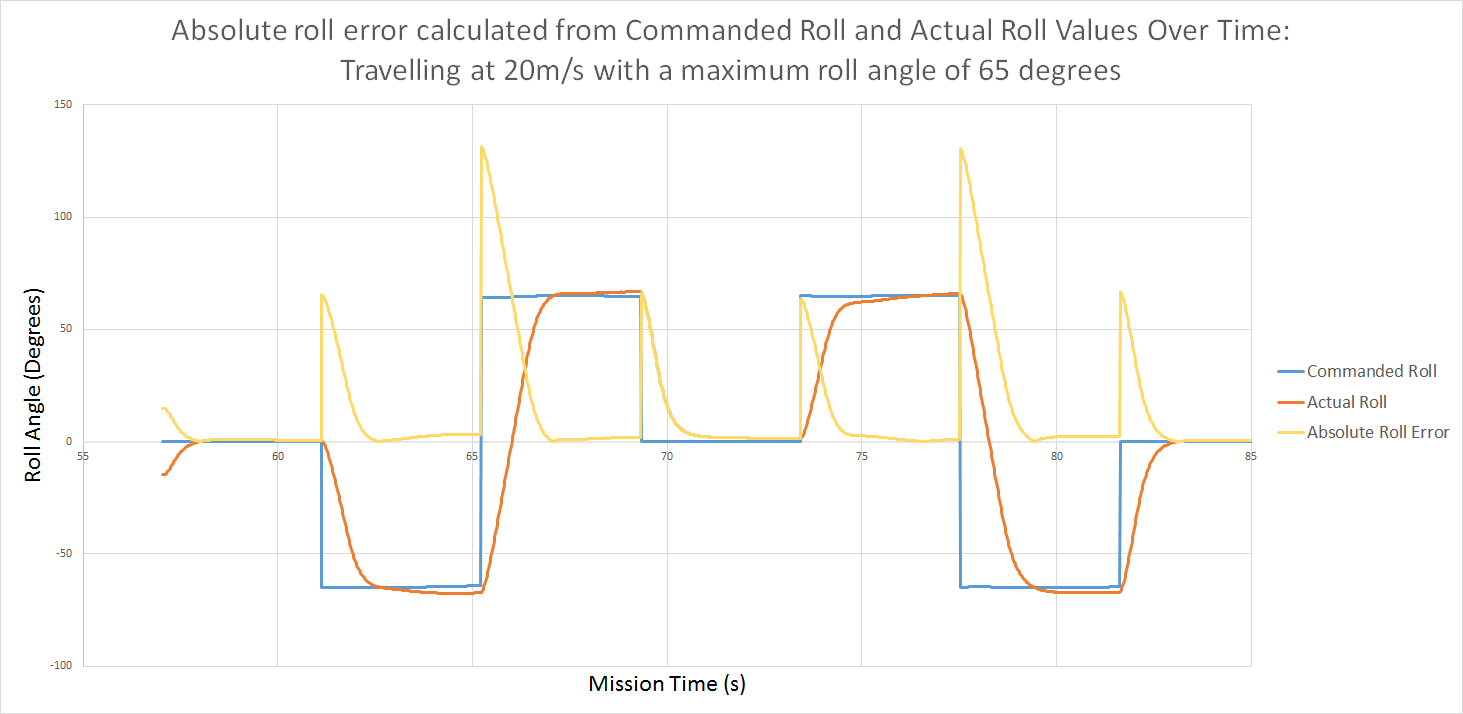 Absolute roll error calculated from Commanded Roll and Actual Roll Values Over Time:
Travelling at 20m/s with a maximum roll angle of 65 degrees
150
100
50
0
-50
-100
55
60
65
70
75
80
85
Roll Angle (Degrees)
Mission Time (s)
Commanded Roll
Actual Roll
Absolute Roll Error